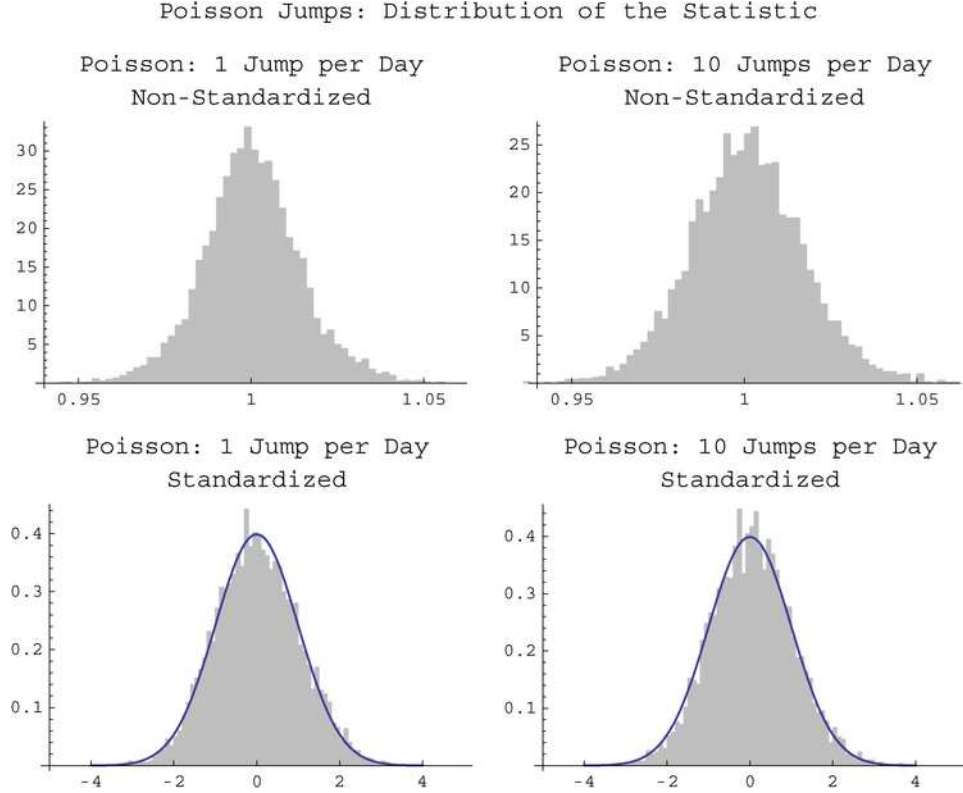 Poisson Jumps: Distribution of the Statistic
Poisson: 1 Jump per Day
Non-Standardized
30
25
20
15
10
5
0.95 1 1.05
Poisson: 10 Jumps per Day
Non-Standardized
25
20
15
10
5
0.95 1 1.05
Poisson: 1 Jump per Day
Standardized
0.4
0.3
0.2
0.1
-4 -2 0 2 4
Poisson: 10 Jumps per Day
Standardized
0.4
0.3
0.2
0.1
-4 -2 0 2 4